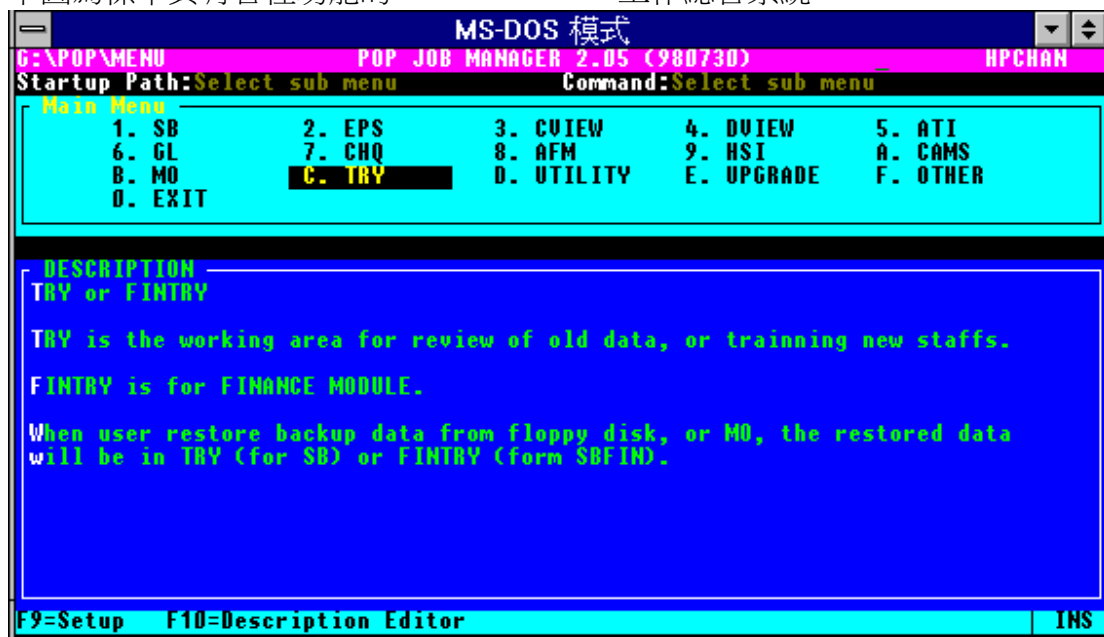 MS-DOS 模式
G:\POP\MENU POP JOB MANAGER 2.05 (980730) _ HPCHAN
Startup Path:Select sub menu Command:Select sub menu
Main Menu
1. SB 2. EPS 3. CVIEW 4. DVIEW 5. ATI
6. GL 7. CHQ 8. AFM 9. HSI A. CAMS
B. MO C. TRY D. UTILITY E. UPGRADE F. OTHER
0. EXIT
DESCRIPTION
TRY or FINTRY
TRY is the working area for review of old data, or trainning new staffs.
FINTRY is for FINANCE MODULE.
When user restore backup data from floppy disk, or MO, the restored data
will be in TRY (for SB) or FINTRY (form SBFIN).
F9=Setup F10=Description Editor INS